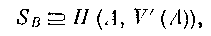 S_B ≅ H (A, V' (A)),